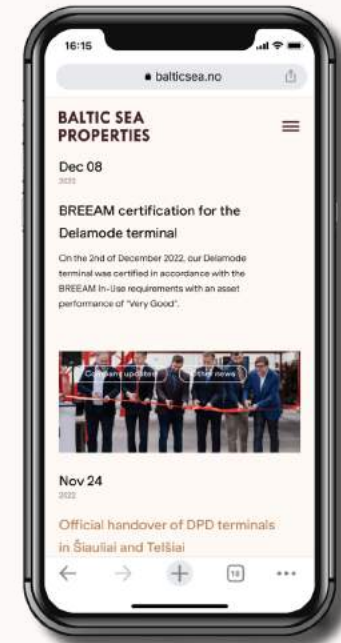 16:15
balticsea.no
BALTIC SEA
PROPERTIES
Dec 08
2022
BREEAM certification for the
Delamode terminal
On the 2nd of December 2022, our Delamode
terminal was certified in accordance with the
BREEAM In-Use requirements with an asset
performance of "Very Good".
Company updates
Other news
Nov 24
2022
Official handover of DPD terminals
in Šiauliai and Telšiai
18